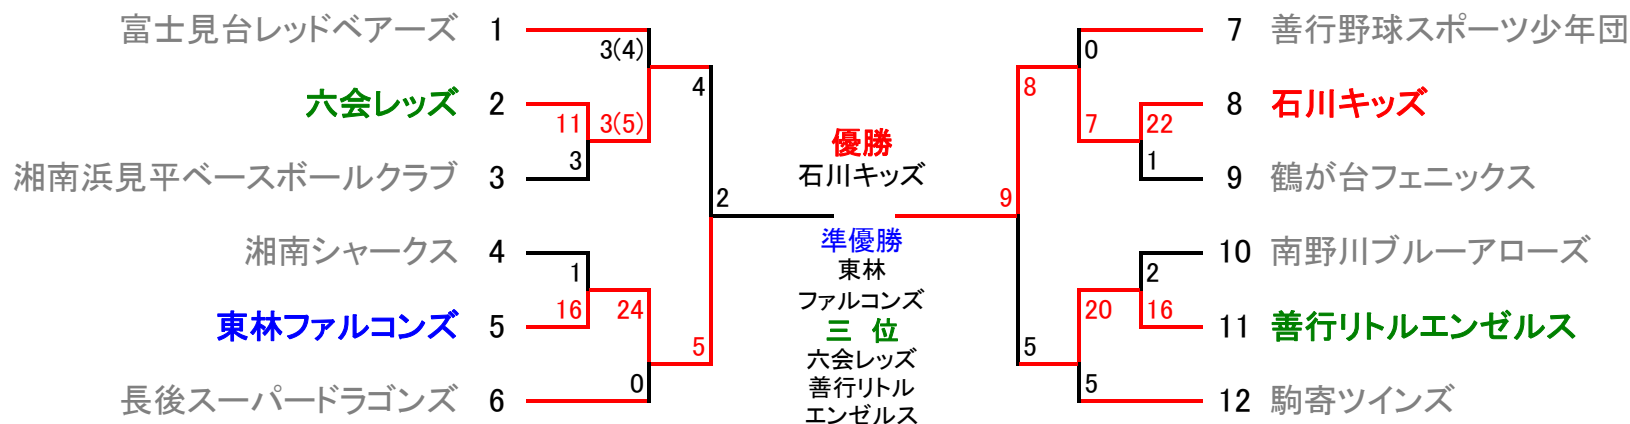 富士見台レッドベアーズ 1
3(4)
六会レッズ 2
11 3(5)
湘南浜見平ベースボールクラブ 3
3
4
湘南シャークス 4
1
東林ファルコンズ 5
16 24
長後スーパードラゴンズ 6
0
5
2
優勝
石川キッズ
準優勝
東林
ファルコンズ
三 位
六会レッズ
善行リトル
エンゼルス
9
8
5
7 善行野球スポーツ少年団
0
8 石川キッズ
7 22
9 鶴が台フェニックス
1
10 南野川ブルーアローズ
2
11 善行リトルエンゼルス
20 16
12 駒寄ツインズ
5